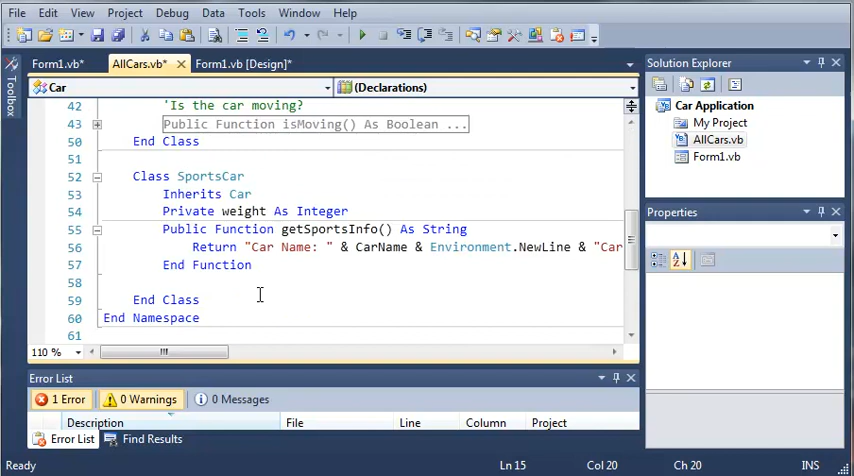 File Edit View Project Debug Data Tools Window Help
Form1.vb* AllCars.vb* Form1.vb [Design]*
Toolbox
Car (Declarations)
42 'Is the car moving?
43 Public Function isMoving() As Boolean ...
50 End Class
51
52 Class SportsCar
53 Inherits Car
54 Private weight As Integer
55 Public Function getSportsInfo() As String
56 Return "Car Name: " & CarName & Environment.NewLine & "Car
57 End Function
58
59 End Class
60 End Namespace
61
110 %
Solution Explorer
Car Application
My Project
AllCars.vb
Form1.vb
Properties
Error List
1 Error 0 Warnings 0 Messages
Description File Line Column Project
Error List Find Results
Ready Ln 15 Col 20 Ch 20 INS